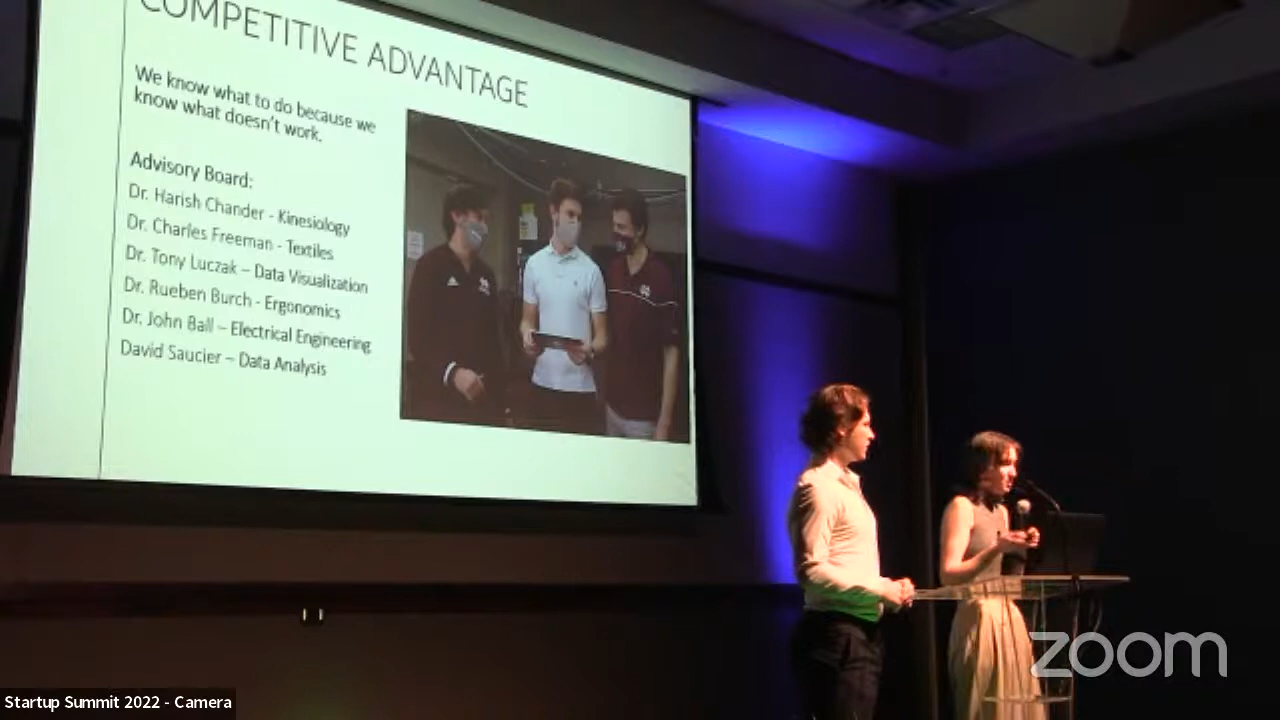 COMPETITIVE ADVANTAGE
We know what to do because we
know what doesn't work.
Advisory Board:
Dr. Harish Chander - Kinesiology
Dr. Charles Freeman - Textiles
Dr. Tony Luczak – Data Visualization
Dr. Rueben Burch - Ergonomics
Dr. John Ball – Electrical Engineering
David Saucier – Data Analysis
zoom
Startup Summit 2022 - Camera